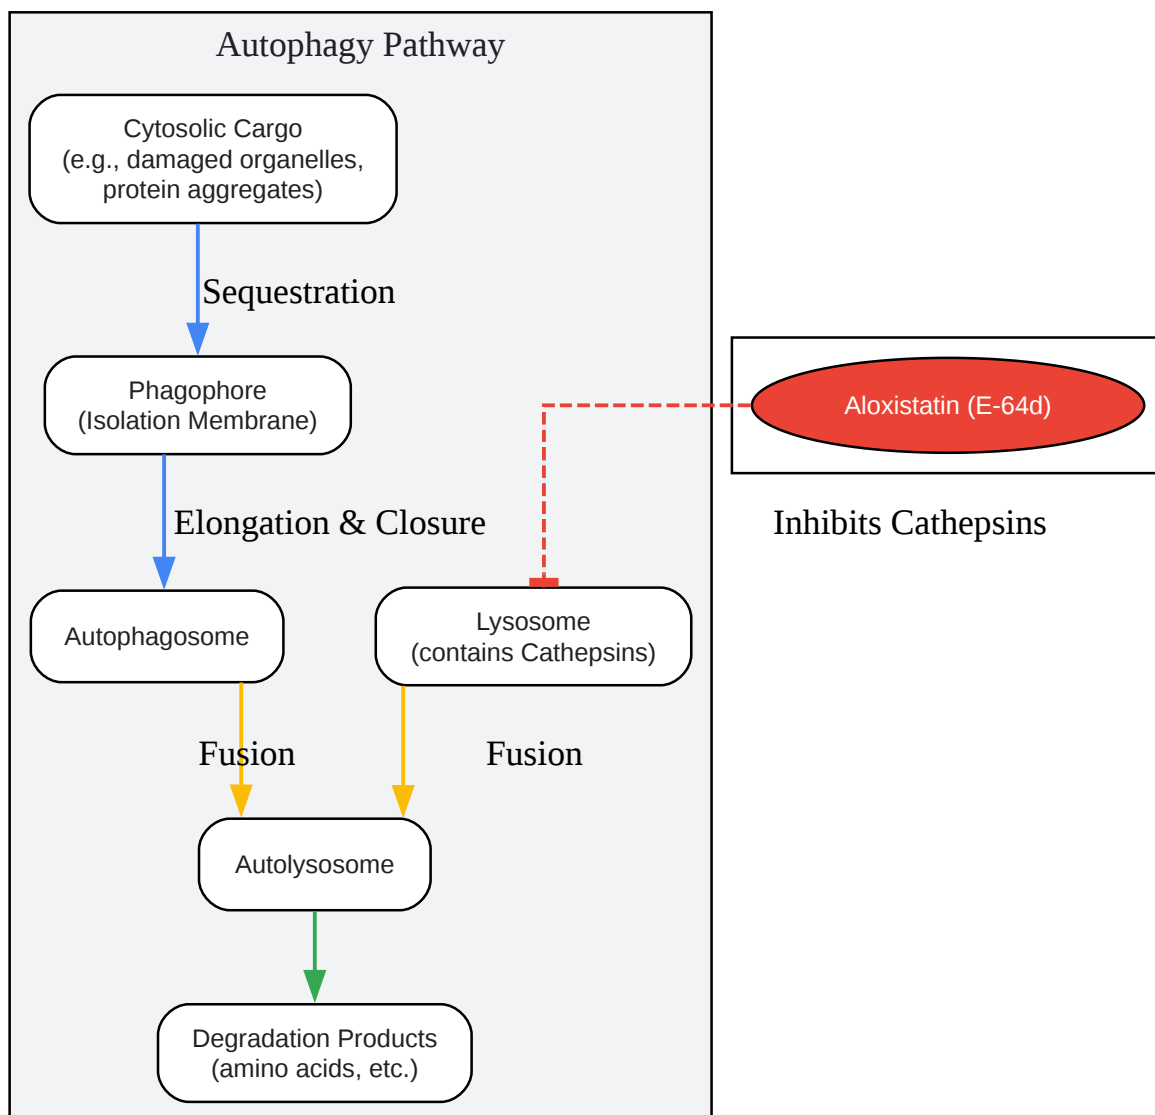 Autophagy Pathway
Cytosolic Cargo
(e.g., damaged organelles,
protein aggregates)
Sequestration
Phagophore
(Isolation Membrane)
Aloxistatin (E-64d)
Elongation & Closure
Inhibits Cathepsins
Autophagosome
Lysosome
(contains Cathepsins)
Fusion
Fusion
Autolysosome
Degradation Products
(amino acids, etc.)